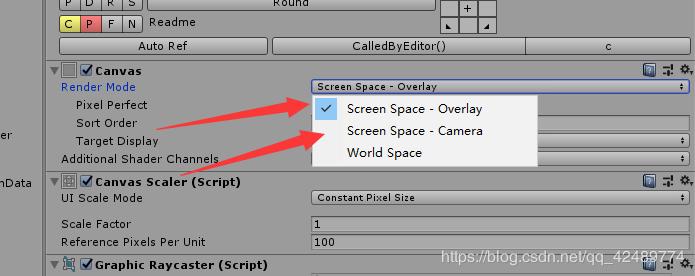 P D R S
Round
+
C P F N Readme
Auto Ref CalledByEditor() c
Canvas
Render Mode Screen Space - Overlay
Pixel Perfect Screen Space - Overlay
Sort Order Screen Space - Camera
Target Display World Space
er
Additional Shader Channels
nData
Canvas Scaler (Script)
UI Scale Mode Constant Pixel Size
Scale Factor 1
Reference Pixels Per Unit 100
https://blog.csdn.net/qq_42489774
Graphic Raycaster (Script)